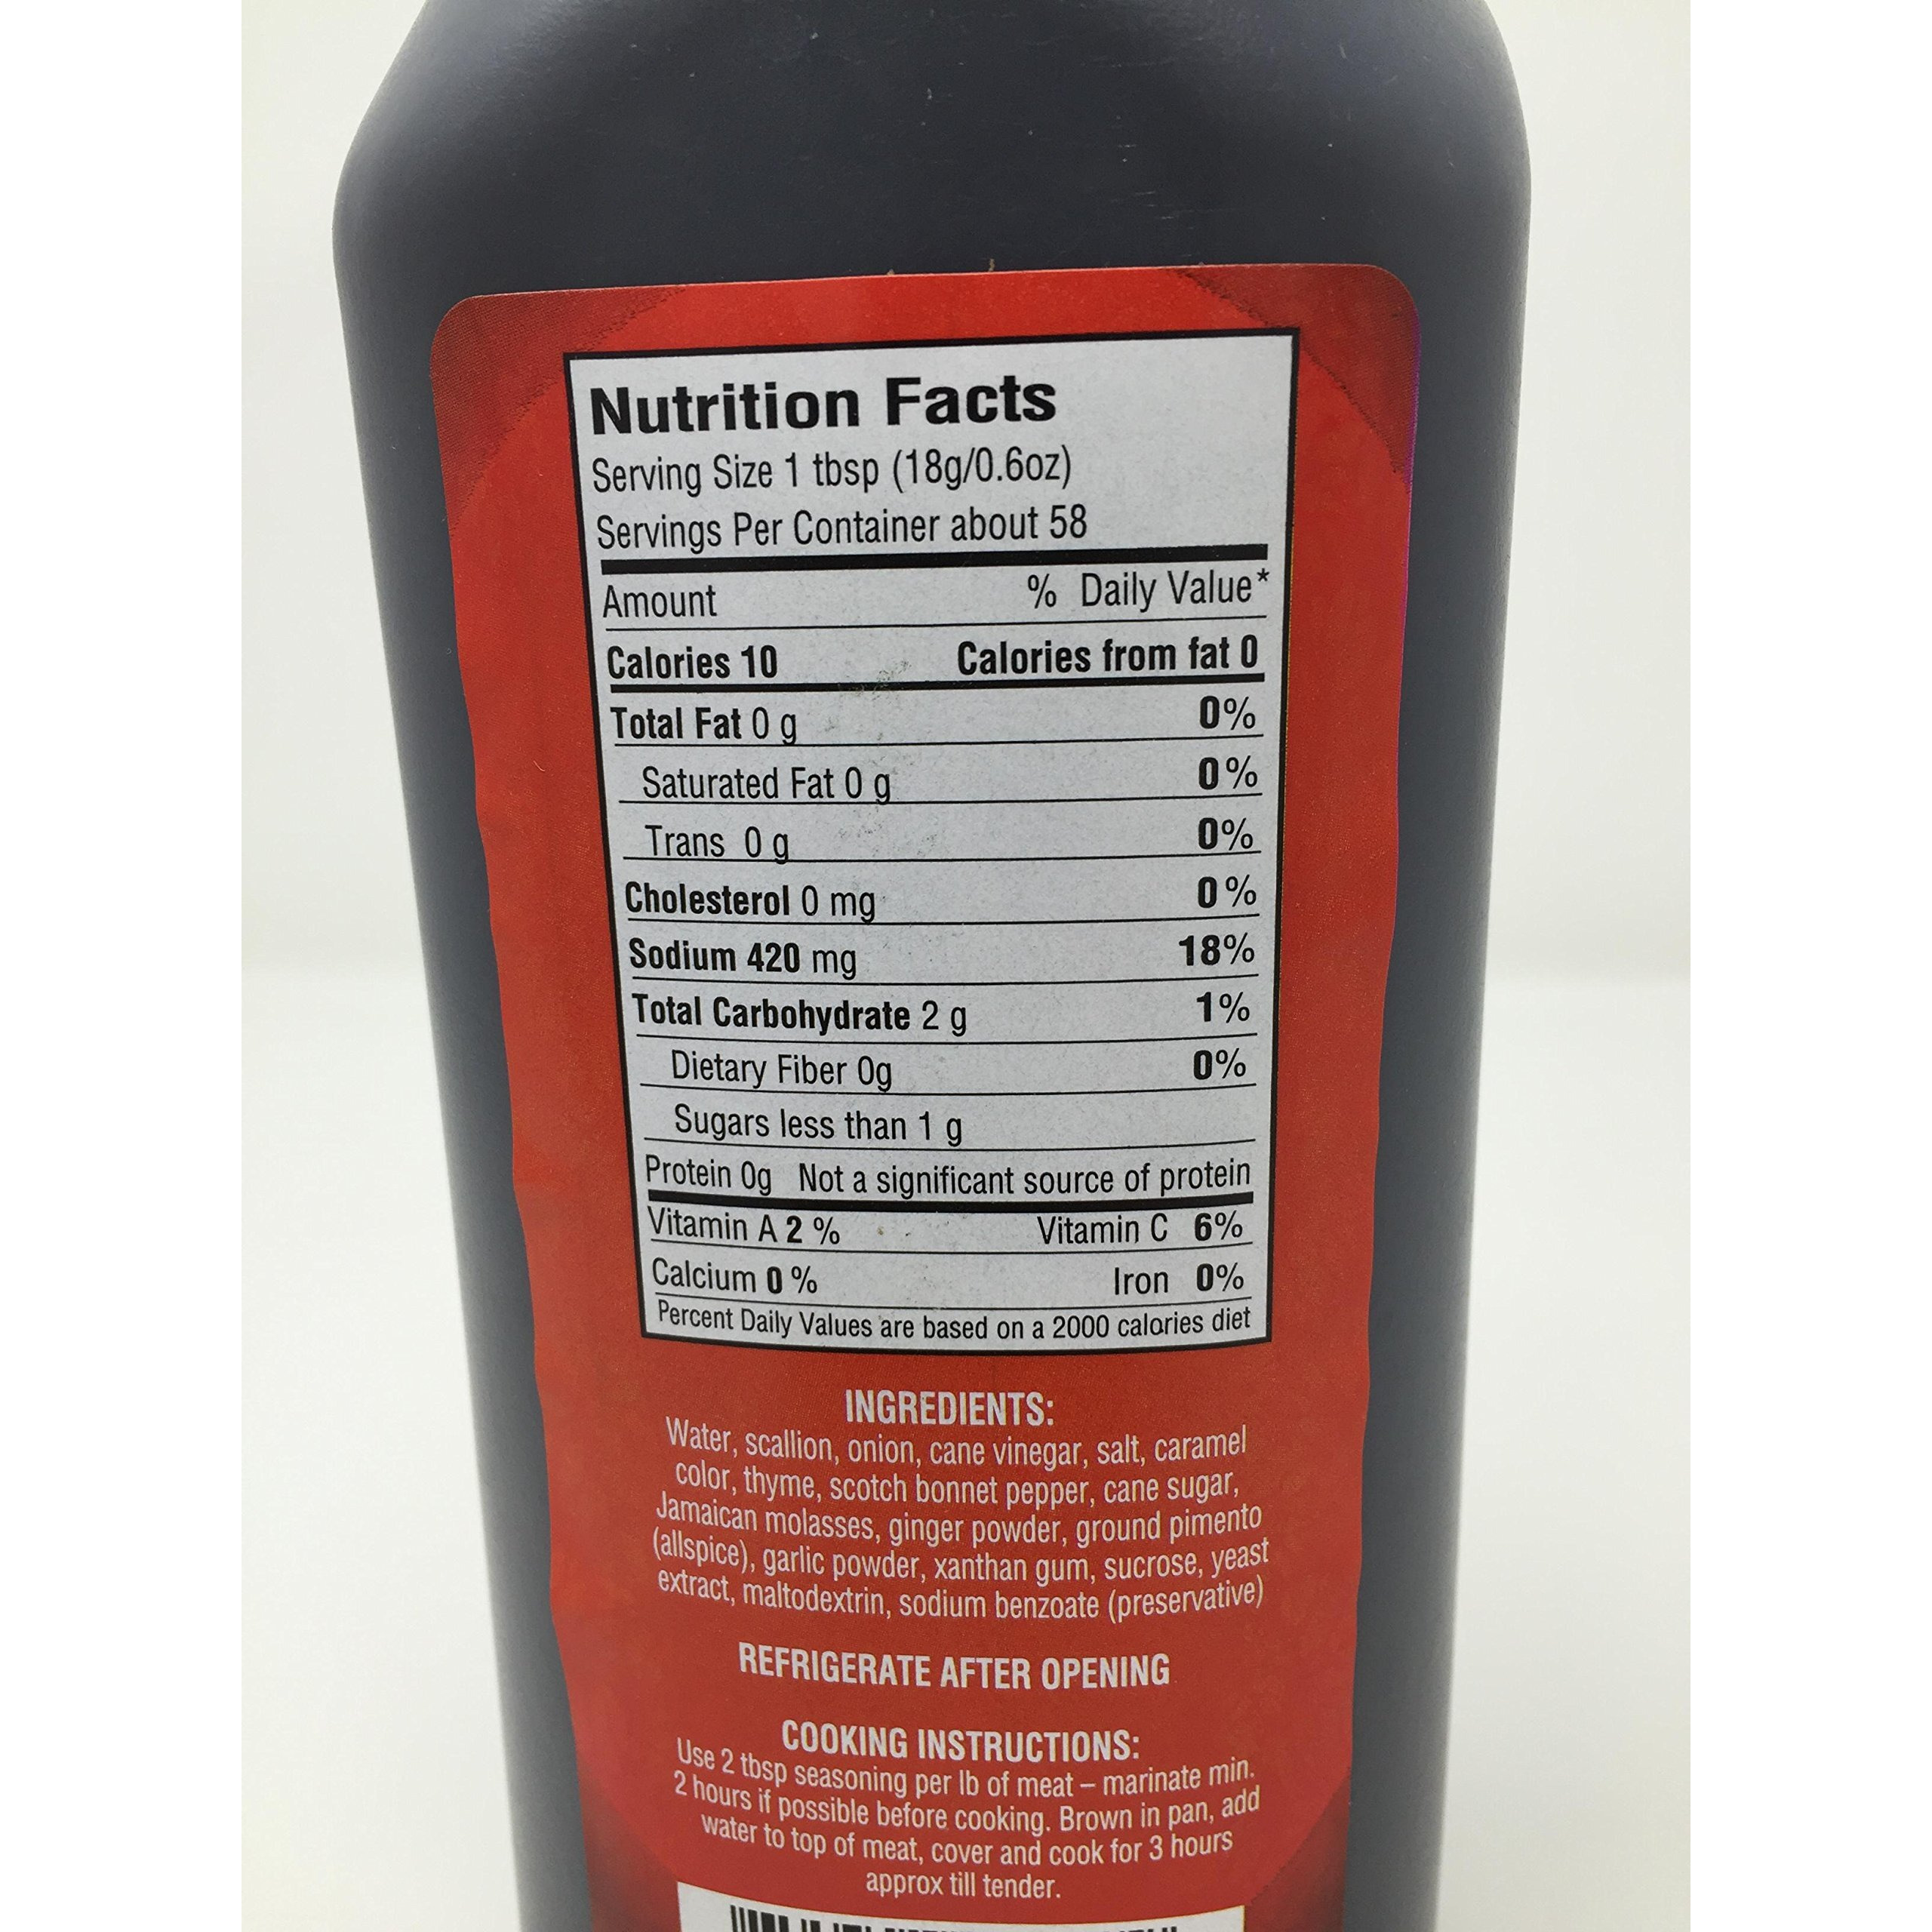 Nutrition Facts
Serving Size 1 tbsp (18g/0.6oz)
Servings Per Container about 58
Amount % Daily Value*
Calories 10 Calories from fat 0
Total Fat 0 g 0%
Saturated Fat 0 g 0%
Trans 0 g 0%
Cholesterol 0 mg 0%
Sodium 420 mg 18%
Total Carbohydrate 2 g 1%
Dietary Fiber 0g 0%
Sugars less than 1 g
Protein 0g Not a significant source of protein
Vitamin A 2 % Vitamin C 6%
Calcium 0 % Iron 0%
Percent Daily Values are based on a 2000 calories diet
INGREDIENTS:
Water, scallion, onion, cane vinegar, salt, caramel
color, thyme, scotch bonnet pepper, cane sugar,
Jamaican molasses, ginger powder, ground pimento
(allspice), garlic powder, xanthan gum, sucrose, yeast
extract, maltodextrin, sodium benzoate (preservative)
REFRIGERATE AFTER OPENING
COOKING INSTRUCTIONS:
Use 2 tbsp seasoning per lb of meat – marinate min.
2 hours if possible before cooking. Brown in pan, add
water to top of meat, cover and cook for 3 hours
approx till tender.